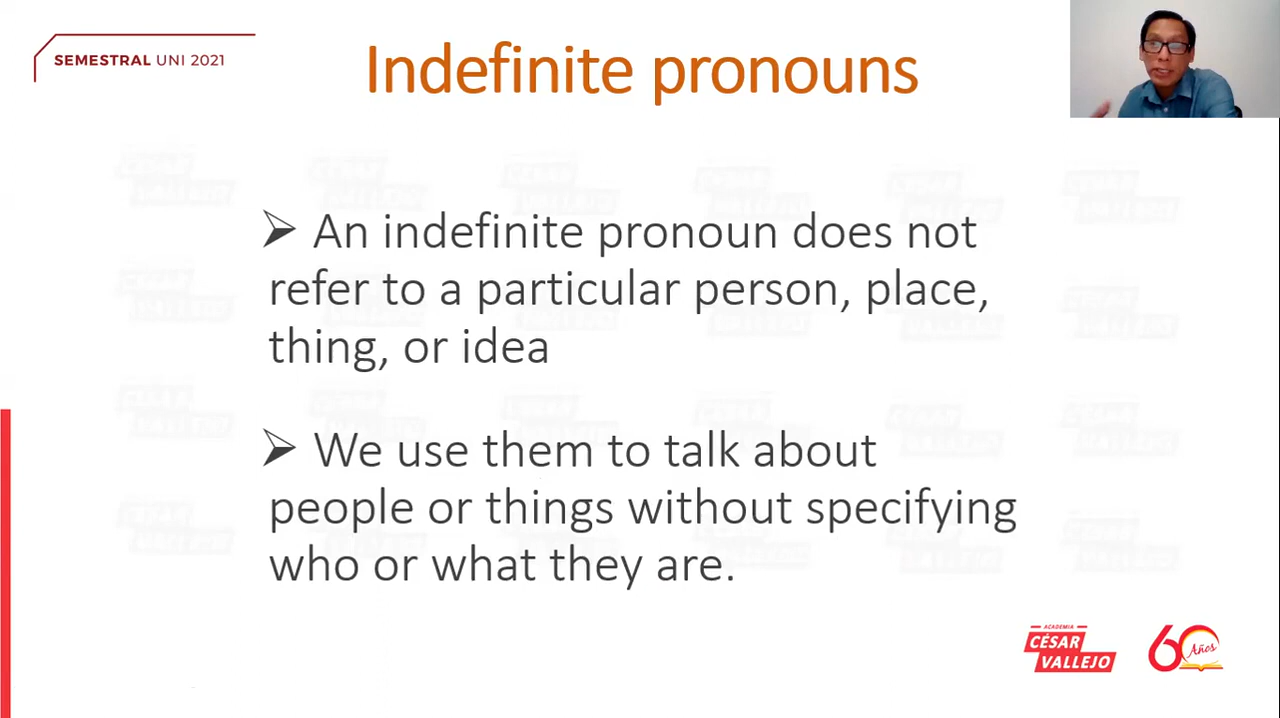 SEMESTRAL UNI 2021
Indefinite pronouns
➢ An indefinite pronoun does not
refer to a particular person, place,
thing, or idea
➢ We use them to talk about
people or things without specifying
who or what they are.
ACADEMIA
CÉSAR
VALLEJO
60 Años